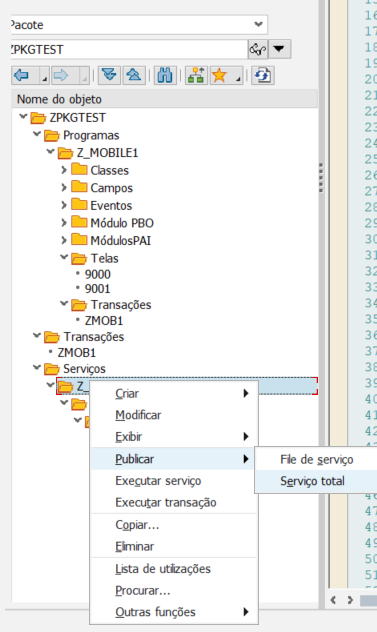 Pacote
ZPKGTEST
Nome do objeto
ZPKGTEST
Programas
Z_MOBILE1
Classes
Campos
Eventos
Módulo PBO
MódulosPAI
Telas
9000
9001
Transações
ZMOB1
Transações
ZMOB1
Serviços
Z_
Criar
Modificar
Exibir
Publicar
File de serviço
Serviço total
Executar serviço
Executar transação
Copiar...
Eliminar
Lista de utilizações
Procurar...
Outras funções
16
17
18
19
20
21
22
23
24
25
26
27
28
29
30
31
32
33
34
35
36
37
38
39
40
41
42
43
44
47
48
49
50
51